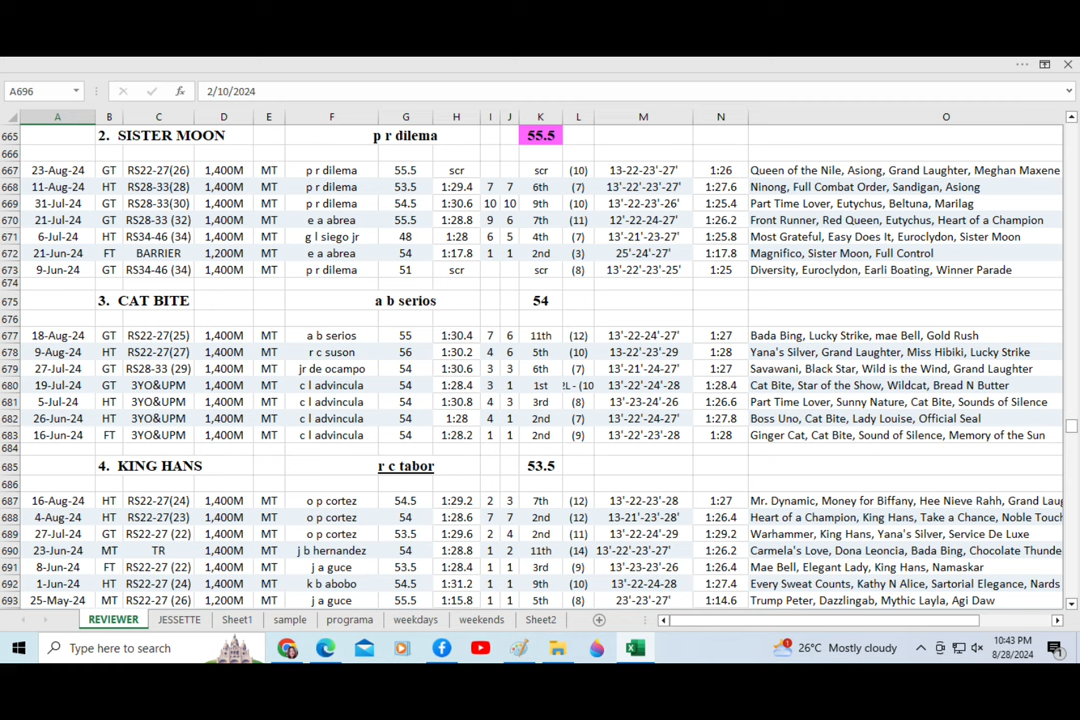 A696 fx 2/10/2024
A B C D E F G H I J K L M N O
665 2. SISTER MOON p r dilema 55.5
666
667 23-Aug-24 GT RS22-27(26) 1,400M MT p r dilema 55.5 scr scr (10) 13-22-23'-27' 1:26 Queen of the Nile, Asiong, Grand Laughter, Meghan Maxene
668 11-Aug-24 HT RS28-33(28) 1,400M MT p r dilema 53.5 1:29.4 7 7 6th (7) 13'-22'-23'-27' 1:27.6 Ninong, Full Combat Order, Sandigan, Asiong
669 31-Jul-24 HT RS28-33(30) 1,400M MT p r dilema 54.5 1:30.6 10 10 9th (10) 13'-22'-23'-26' 1:25.4 Part Time Lover, Eutychus, Beltuna, Marilag
670 21-Jul-24 GT RS28-33 (32) 1,400M MT e a abrea 55.5 1:28.8 9 6 7th (11) 12'-22'-24-27' 1:26.2 Front Runner, Red Queen, Eutychus, Heart of a Champion
671 6-Jul-24 HT RS34-46 (34) 1,400M MT g l siego jr 48 1:28 6 5 4th (7) 13'-21'-23-27' 1:25.8 Most Grateful, Easy Does It, Euroclydon, Sister Moon
672 21-Jun-24 FT BARRIER 1,200M MT e a abrea 54 1:17.8 1 1 2nd (3) 25'-24'-27' 1:17.8 Magnifico, Sister Moon, Full Control
673 9-Jun-24 GT RS34-46 (34) 1,400M MT p r dilema 51 scr scr (8) 13'-22'-23'-25' 1:25 Diversity, Euroclydon, Earli Boating, Winner Parade
674
675 3. CAT BITE a b serios 54
676
677 18-Aug-24 GT RS22-27(25) 1,400M MT a b serios 55 1:30.4 7 6 11th (12) 13'-22-24'-27' 1:27 Bada Bing, Lucky Strike, mae Bell, Gold Rush
678 9-Aug-24 HT RS22-27(27) 1,400M MT r c suson 56 1:30.2 4 6 5th (10) 13-22'-23'-29 1:28 Yana's Silver, Grand Laughter, Miss Hibiki, Lucky Strike
679 27-Jul-24 GT RS28-33 (29) 1,400M MT jr de ocampo 54 1:30.6 3 3 6th (7) 13'-21'-24'-27 1:27 Savawani, Black Star, Wild is the Wind, Grand Laughter
680 19-Jul-24 GT 3YO&UPM 1,400M MT c l advincula 54 1:28.4 3 1 1st 2L - (10 13'-22'-24'-28 1:28.4 Cat Bite, Star of the Show, Wildcat, Bread N Butter
681 5-Jul-24 HT 3YO&UPM 1,400M MT c l advincula 54 1:30.8 4 3 3rd (8) 13'-23-24'-26 1:26.6 Part Time Lover, Sunny Nature, Cat Bite, Sounds of Silence
682 26-Jun-24 HT 3YO&UPM 1,400M MT c l advincula 54 1:28 4 1 2nd (7) 13'-22'-24-27' 1:27.8 Boss Uno, Cat Bite, Lady Louise, Official Seal
683 16-Jun-24 FT 3YO&UPM 1,400M MT c l advincula 54 1:28.2 1 1 2nd (9) 13'-22'-23'-28 1:28 Ginger Cat, Cat Bite, Sound of Silence, Memory of the Sun
684
685 4. KING HANS r c tabor 53.5
686
687 16-Aug-24 HT RS22-27(24) 1,400M MT o p cortez 54.5 1:29.2 2 3 7th (12) 13'-22-23'-28 1:27 Mr. Dynamic, Money for Biffany, Hee Nieve Rahh, Grand Lau
688 4-Aug-24 HT RS22-27(23) 1,400M MT o p cortez 54 1:28.6 7 7 2nd (12) 13-21'-23'-28' 1:26.6 Heart of a Champion, King Hans, Take a Chance, Noble Touch
689 27-Jul-24 GT RS22-27 (22) 1,400M MT o p cortez 53.5 1:29.6 2 4 2nd (9) 13'-22'-24'-28' 1:29.2 Warhammer, King Hans, Yana's Silver, Service De Luxe
690 23-Jun-24 MT TR 1,400M MT j b hernandez 54 1:28.8 1 2 11th (14) 13'-22'-23'-27' 1:26.2 Carmela's Love, Dona Leoncia, Bada Bing, Chocolate Thunde
691 8-Jun-24 FT RS22-27 (22) 1,400M MT j a guce 53.5 1:28.4 1 1 3rd (9) 13'-23-23'-26 1:26.4 Mae Bell, Elegant Lady, King Hans, Namaskar
692 1-Jun-24 HT RS22-27 (24) 1,400M MT k b abobo 54.5 1:31.2 1 1 9th (10) 13'-22-24'-28 1:27.4 Every Sweat Counts, Kathy N Alice, Sartorial Elegance, Nards
693 25-May-24 MT RS22-27 (26) 1,200M MT j a guce 55.5 1:15.8 1 1 5th (8) 23'-23'-27' 1:14.6 Trump Peter, Dazzlingab, Mythic Layla, Agi Daw
REVIEWER JESSETTE Sheet1 sample programa weekdays weekends Sheet2
Type here to search 26°C Mostly cloudy 10:43 PM
8/28/2024